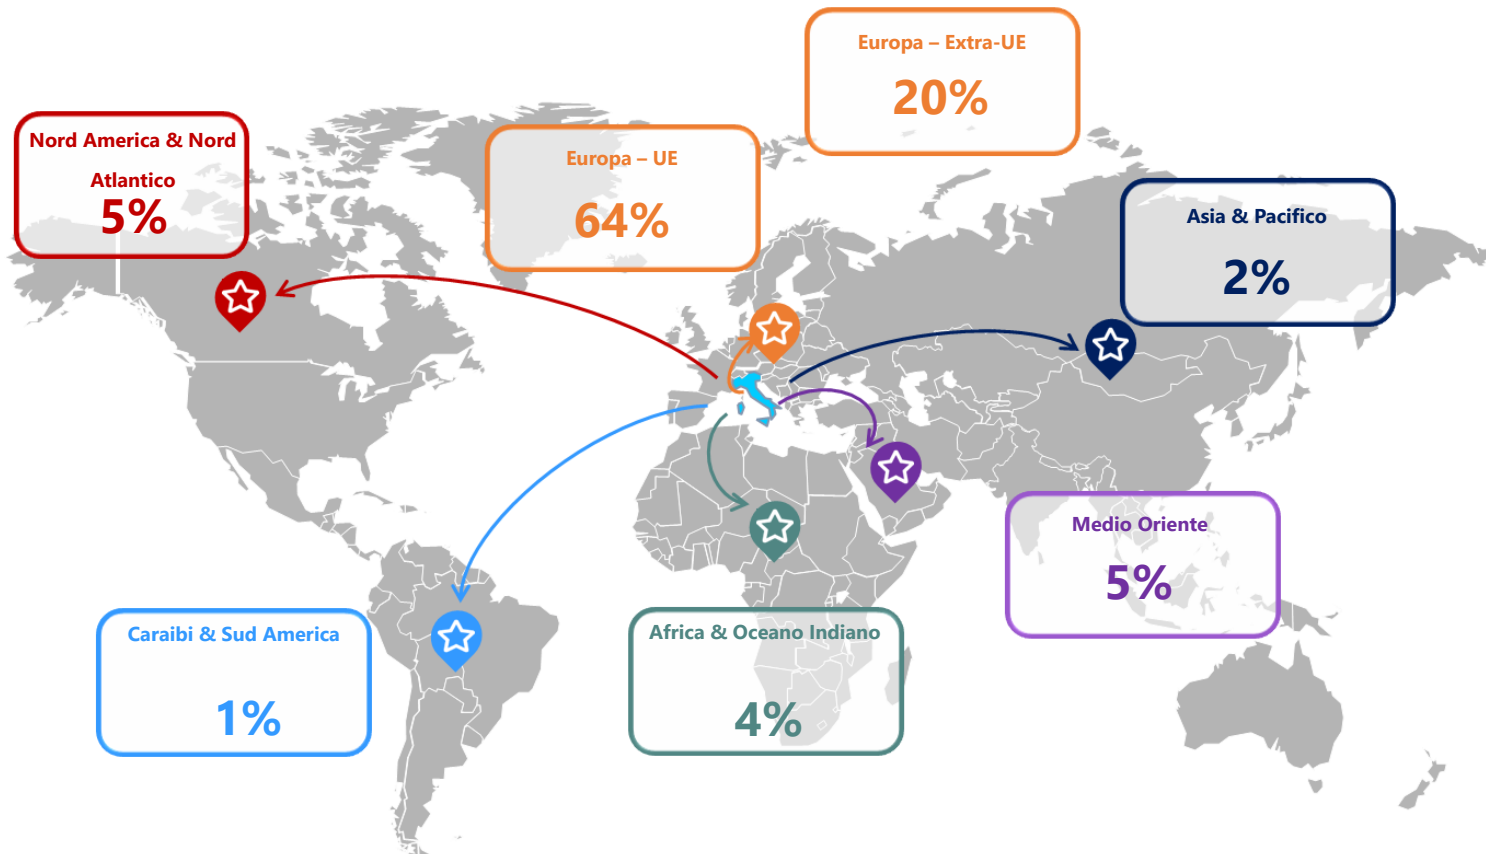 Europa – Extra-UE
20%
Nord America & Nord
Atlantico
5%
Europa – UE
64%
Asia & Pacifico
2%
Medio Oriente
5%
Caraibi & Sud America
1%
Africa & Oceano Indiano
4%